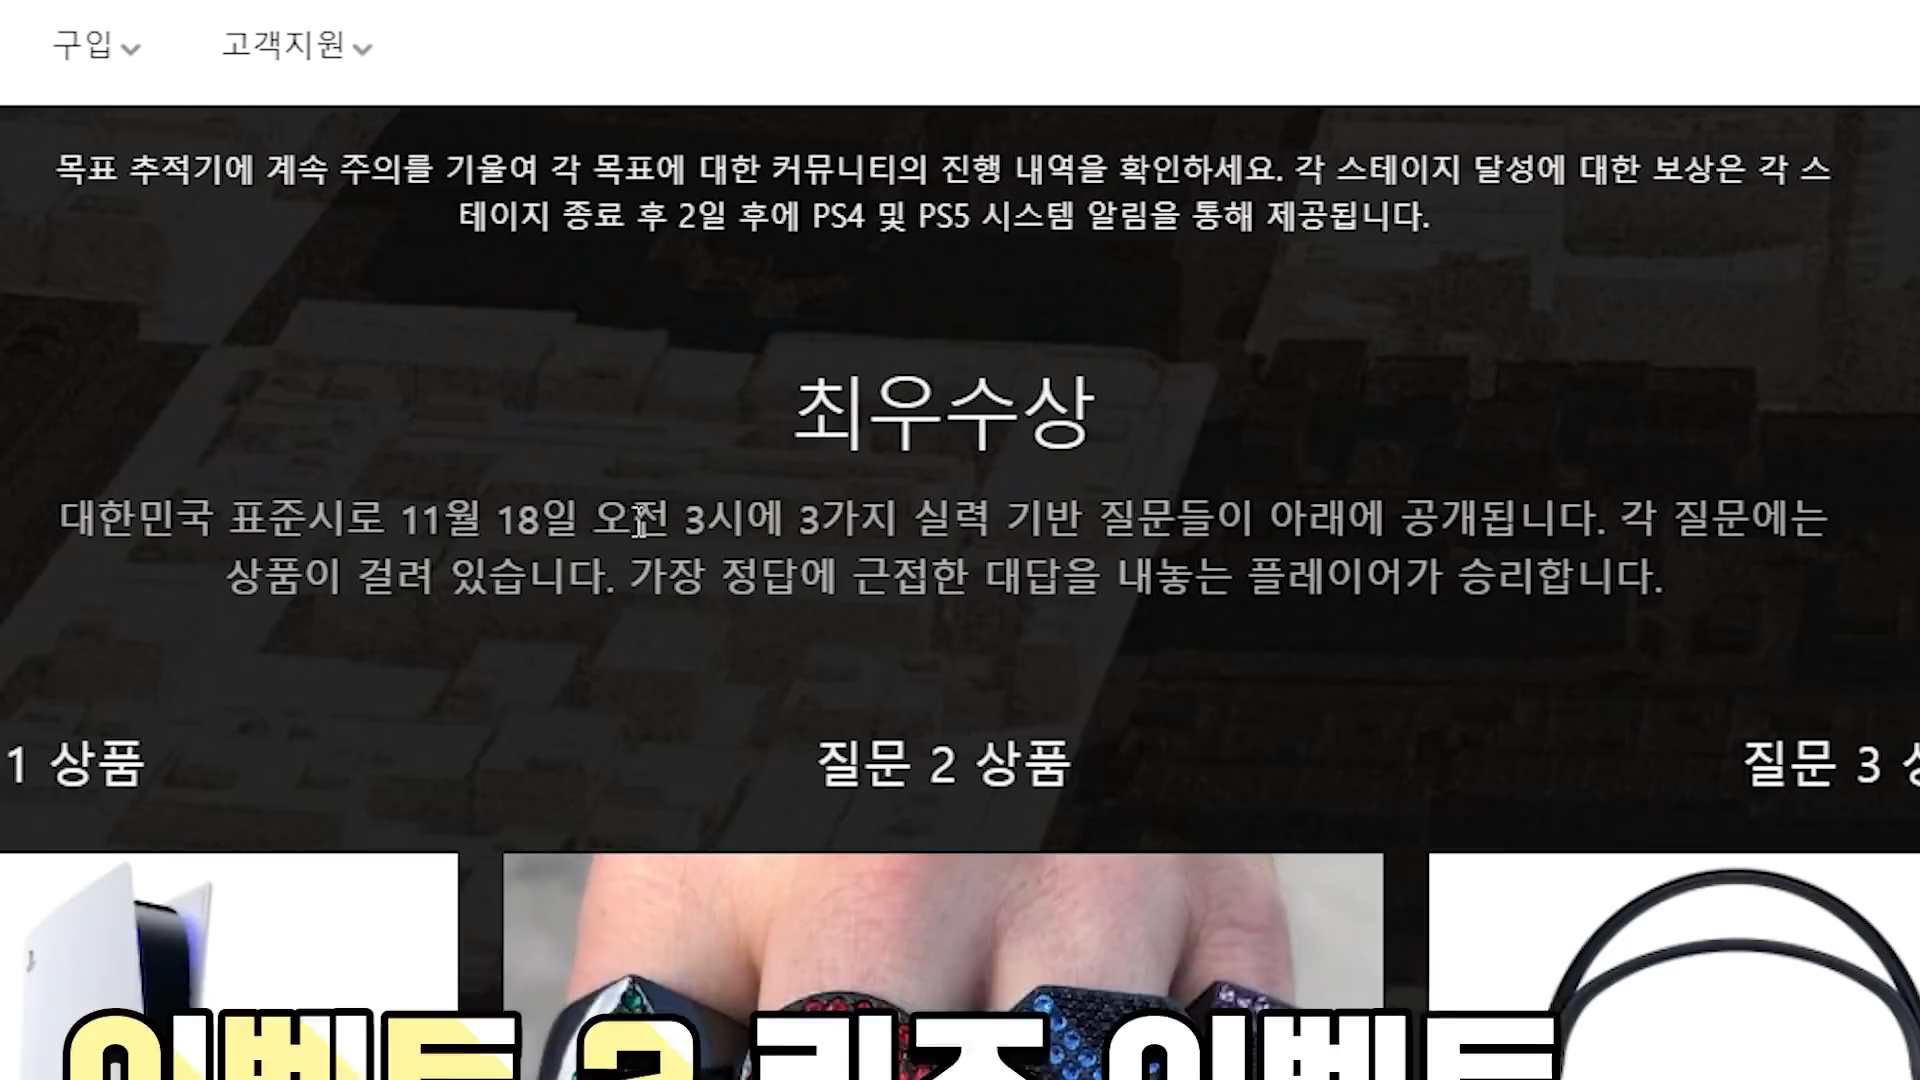 구입 고객지원
목표 추적기에 계속 주의를 기울여 각 목표에 대한 커뮤니티의 진행 내역을 확인하세요. 각 스테이지 달성에 대한 보상은 각 스
테이지 종료 후 2일 후에 PS4 및 PS5 시스템 알림을 통해 제공됩니다.
최우수상
대한민국 표준시로 11월 18일 오전 3시에 3가지 실력 기반 질문들이 아래에 공개됩니다. 각 질문에는
상품이 걸려 있습니다. 가장 정답에 근접한 대답을 내놓는 플레이어가 승리합니다.
1 상품 질문 2 상품 질문 3
이벤트 2 퀴즈 이벤트